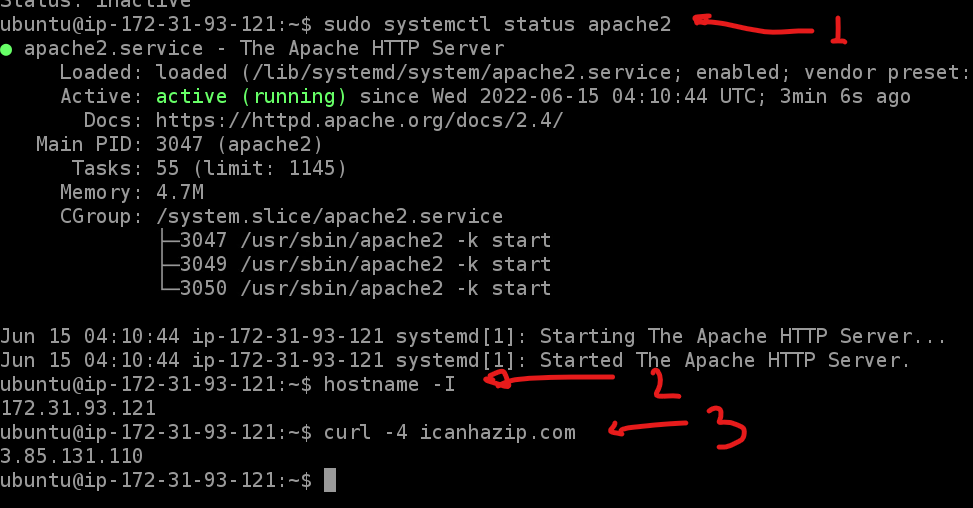 Status: inactive
ubuntu@ip-172-31-93-121:~$ sudo systemctl status apache2 1
● apache2.service - The Apache HTTP Server
Loaded: loaded (/lib/systemd/system/apache2.service; enabled; vendor preset:
Active: active (running) since Wed 2022-06-15 04:10:44 UTC; 3min 6s ago
Docs: https://httpd.apache.org/docs/2.4/
Main PID: 3047 (apache2)
Tasks: 55 (limit: 1145)
Memory: 4.7M
CGroup: /system.slice/apache2.service
├─3047 /usr/sbin/apache2 -k start
├─3049 /usr/sbin/apache2 -k start
└─3050 /usr/sbin/apache2 -k start
Jun 15 04:10:44 ip-172-31-93-121 systemd[1]: Starting The Apache HTTP Server...
Jun 15 04:10:44 ip-172-31-93-121 systemd[1]: Started The Apache HTTP Server.
ubuntu@ip-172-31-93-121:~$ hostname -I 2
172.31.93.121
ubuntu@ip-172-31-93-121:~$ curl -4 icanhazip.com 3
3.85.131.110
ubuntu@ip-172-31-93-121:~$